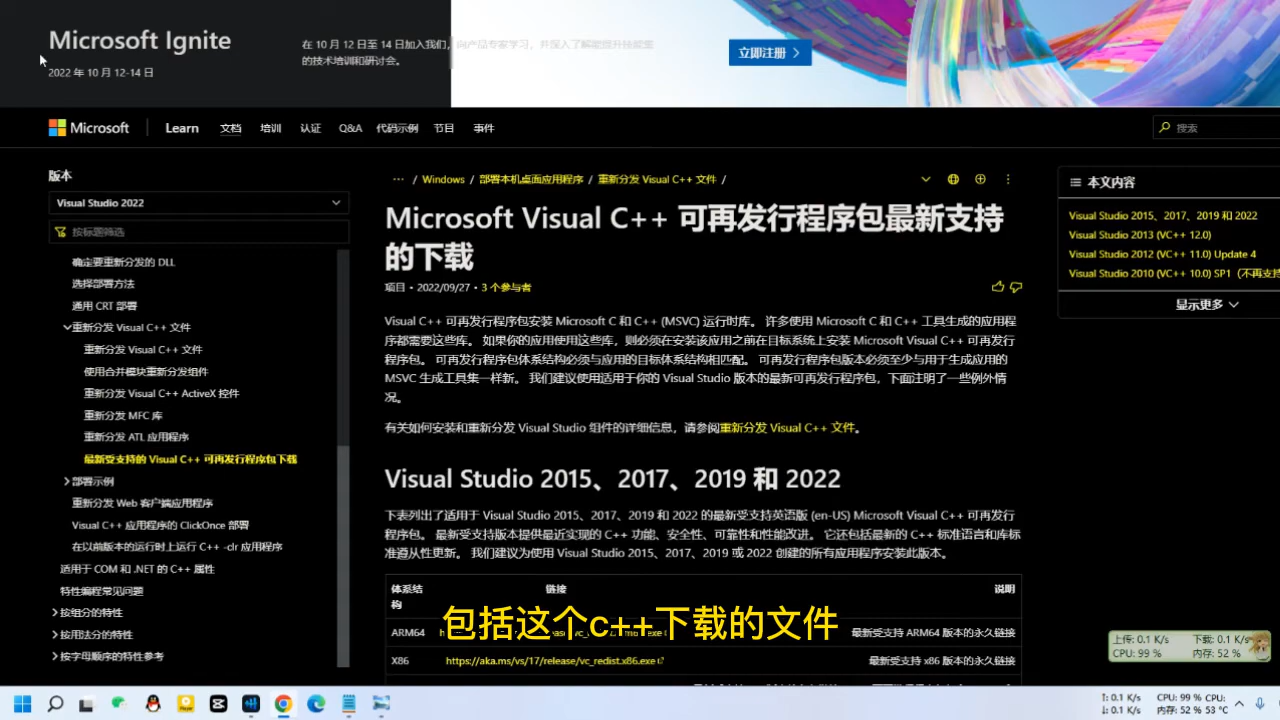 Microsoft Ignite
2022 年 10 月 12-14 日
在 10 月 12 日至 14 日加入我们，向产品专家学习，并深入了解能提升技能集
的技术培训和研讨会。
立即注册
Microsoft
Learn
文档
培训
认证
Q&A
代码示例
节目
事件
搜索
版本
Visual Studio 2022
按标题筛选
确定要重新分发的 DLL
选择部署方法
通用 CRT 部署
重新分发 Visual C++ 文件
重新分发 Visual C++ 文件
使用合并模块重新分发组件
重新分发 Visual C++ ActiveX 控件
重新分发 MFC 库
重新分发 ATL 应用程序
最新受支持的 Visual C++ 可再发行程序包下载
部署示例
重新分发 Web 客户端应用程序
Visual C++ 应用程序的 ClickOnce 部署
在以前版本的运行时上运行 C++ -clr 应用程序
适用于 COM 和 .NET 的 C++ 属性
特性编程常见问题
按组分的特性
按用法分的特性
按字母顺序的特性参考
··· / Windows / 部署本机桌面应用程序 / 重新分发 Visual C++ 文件 /
Microsoft Visual C++ 可再发行程序包最新支持
的下载
项目 • 2022/09/27 • 3 个参与者
Visual C++ 可再发行程序包安装 Microsoft C 和 C++ (MSVC) 运行时库。 许多使用 Microsoft C 和 C++ 工具生成的应用程
序都需要这些库。 如果你的应用使用这些库，则必须在安装该应用之前在目标系统上安装 Microsoft Visual C++ 可再发行
程序包。 可再发行程序包体系结构必须与应用的目标体系结构相匹配。 可再发行程序包版本必须至少与用于生成应用的
MSVC 生成工具集一样新。 我们建议使用适用于你的 Visual Studio 版本的最新可再发行程序包，下面注明了一些例外情
况。
有关如何安装和重新分发 Visual Studio 组件的详细信息，请参阅重新分发 Visual C++ 文件。
Visual Studio 2015、2017、2019 和 2022
下表列出了适用于 Visual Studio 2015、2017、2019 和 2022 的最新受支持英语版 (en-US) Microsoft Visual C++ 可再发行
程序包。 最新受支持版本提供最近实现的 C++ 功能、安全性、可靠性和性能改进。 它还包括最新的 C++ 标准语言和库标
准遵从性更新。 我们建议为使用 Visual Studio 2015、2017、2019 或 2022 创建的所有应用程序安装此版本。
体系结
构
链接
说明
ARM64
最新受支持 ARM64 版本的永久链接
X86
https://aka.ms/vs/17/release/vc_redist.x86.exe
最新受支持 x86 版本的永久链接
包括这个c++下载的文件
本文内容
Visual Studio 2015、2017、2019 和 2022
Visual Studio 2013 (VC++ 12.0)
Visual Studio 2012 (VC++ 11.0) Update 4
Visual Studio 2010 (VC++ 10.0) SP1（不再支持
显示更多
上传: 0.1 K/s 下载: 0.1 K/s
CPU: 99 % 内存: 52 %
↑: 0.1 K/s CPU: 99 % CPU:
↓: 0.1 K/s 内存: 52 % 53 °C